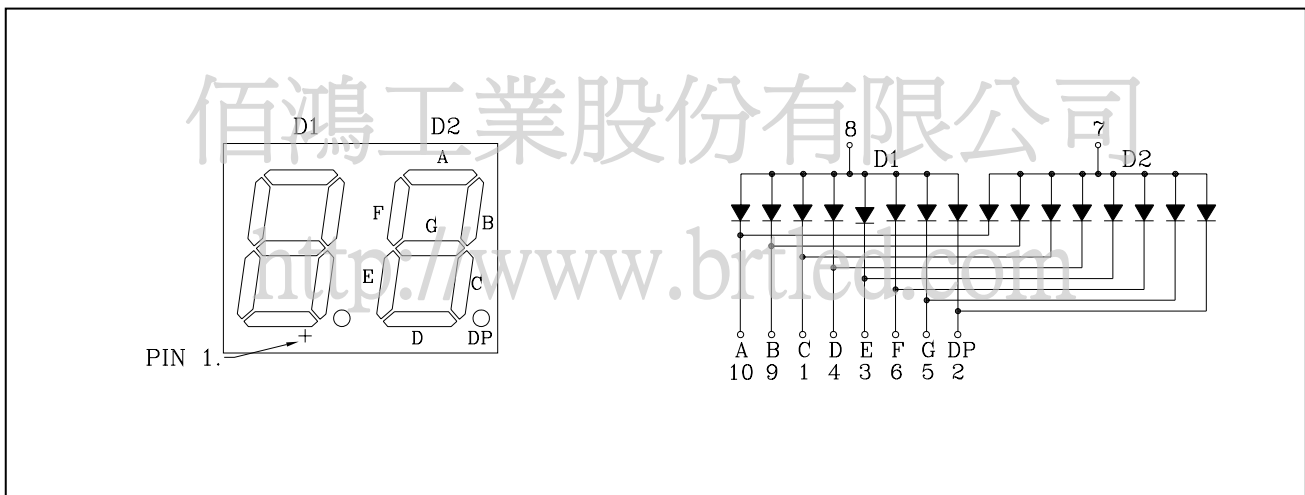 佰鴻工業股份有限公司
D1 D2
A
F
G
B
E
C
D
DP
PIN 1.
http://www.brtled.com
8 7
D1 D2
A B C D E F G DP
10 9 1 4 3 6 5 2